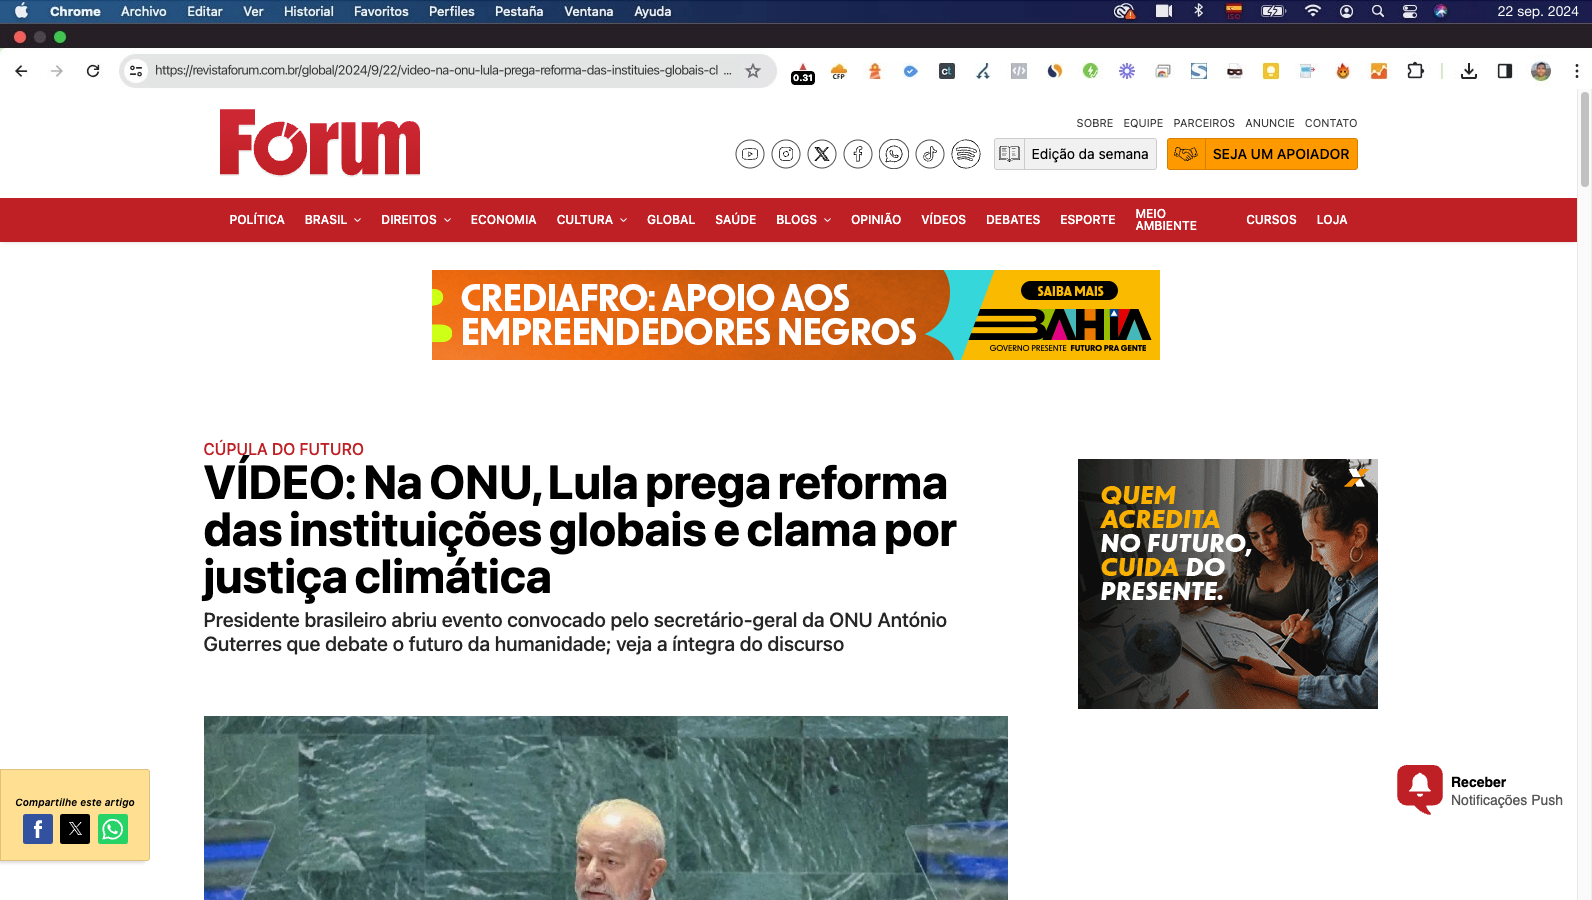 Chrome Archivo Editar Ver Historial Favoritos Perfiles Pestaña Ventana Ayuda 22 sep. 2024
https://revistaforum.com.br/global/2024/9/22/video-na-onu-lula-prega-reforma-das-instituies-globais-cl ...
0.31
CFP
Forum
SOBRE EQUIPE PARCEIROS ANUNCIE CONTATO
Edição da semana
SEJA UM APOIADOR
POLÍTICA BRASIL DIREITOS ECONOMIA CULTURA GLOBAL SAÚDE BLOGS OPINIÃO VÍDEOS DEBATES ESPORTE MEIO AMBIENTE CURSOS LOJA
CREDIAFRO: APOIO AOS
EMPREENDEDORES NEGROS
SAIBA MAIS
BAHIA
GOVERNO PRESENTE FUTURO PRA GENTE
CÚPULA DO FUTURO
VÍDEO: Na ONU, Lula prega reforma
das instituições globais e clama por
justiça climática
Presidente brasileiro abriu evento convocado pelo secretário-geral da ONU António
Guterres que debate o futuro da humanidade; veja a íntegra do discurso
QUEM
ACREDITA
NO FUTURO,
CUIDA DO
PRESENTE.
Compartilhe este artigo
Receber
Notificações Push